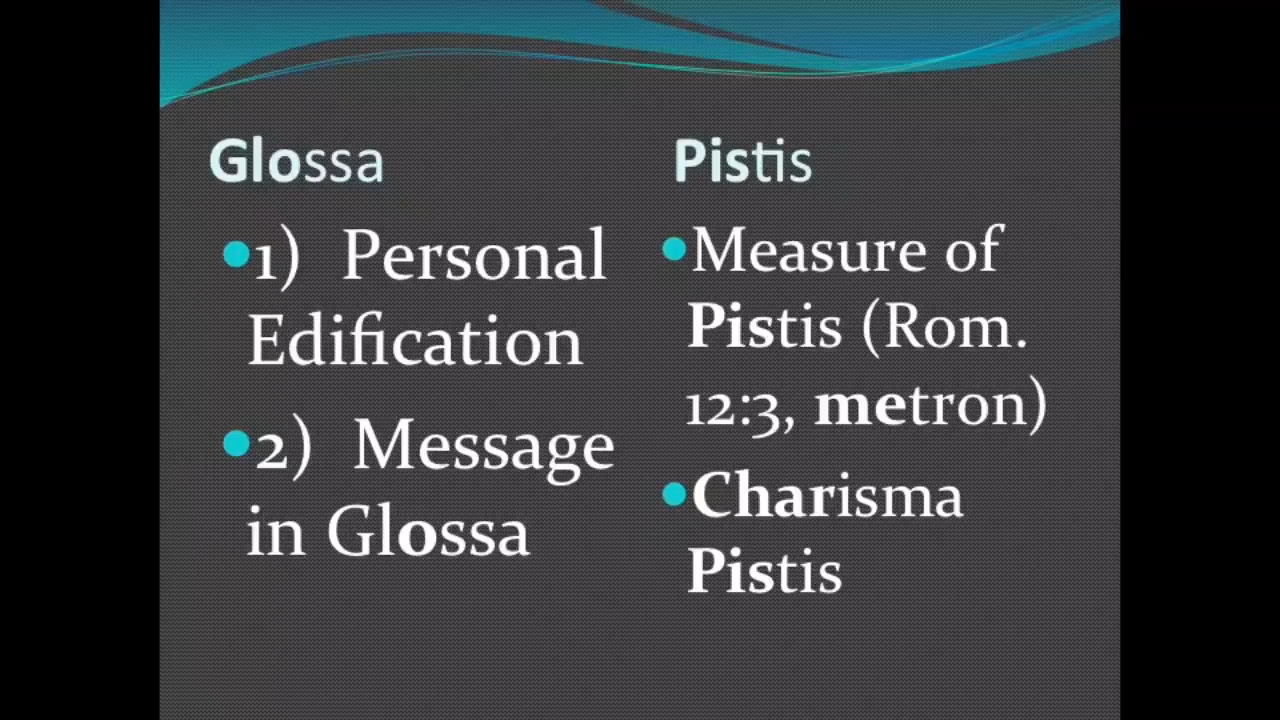 Glossa
1) Personal
Edification
2) Message
in Glossa
Pistis
Measure of
Pistis (Rom.
12:3, metron)
Charisma
Pistis